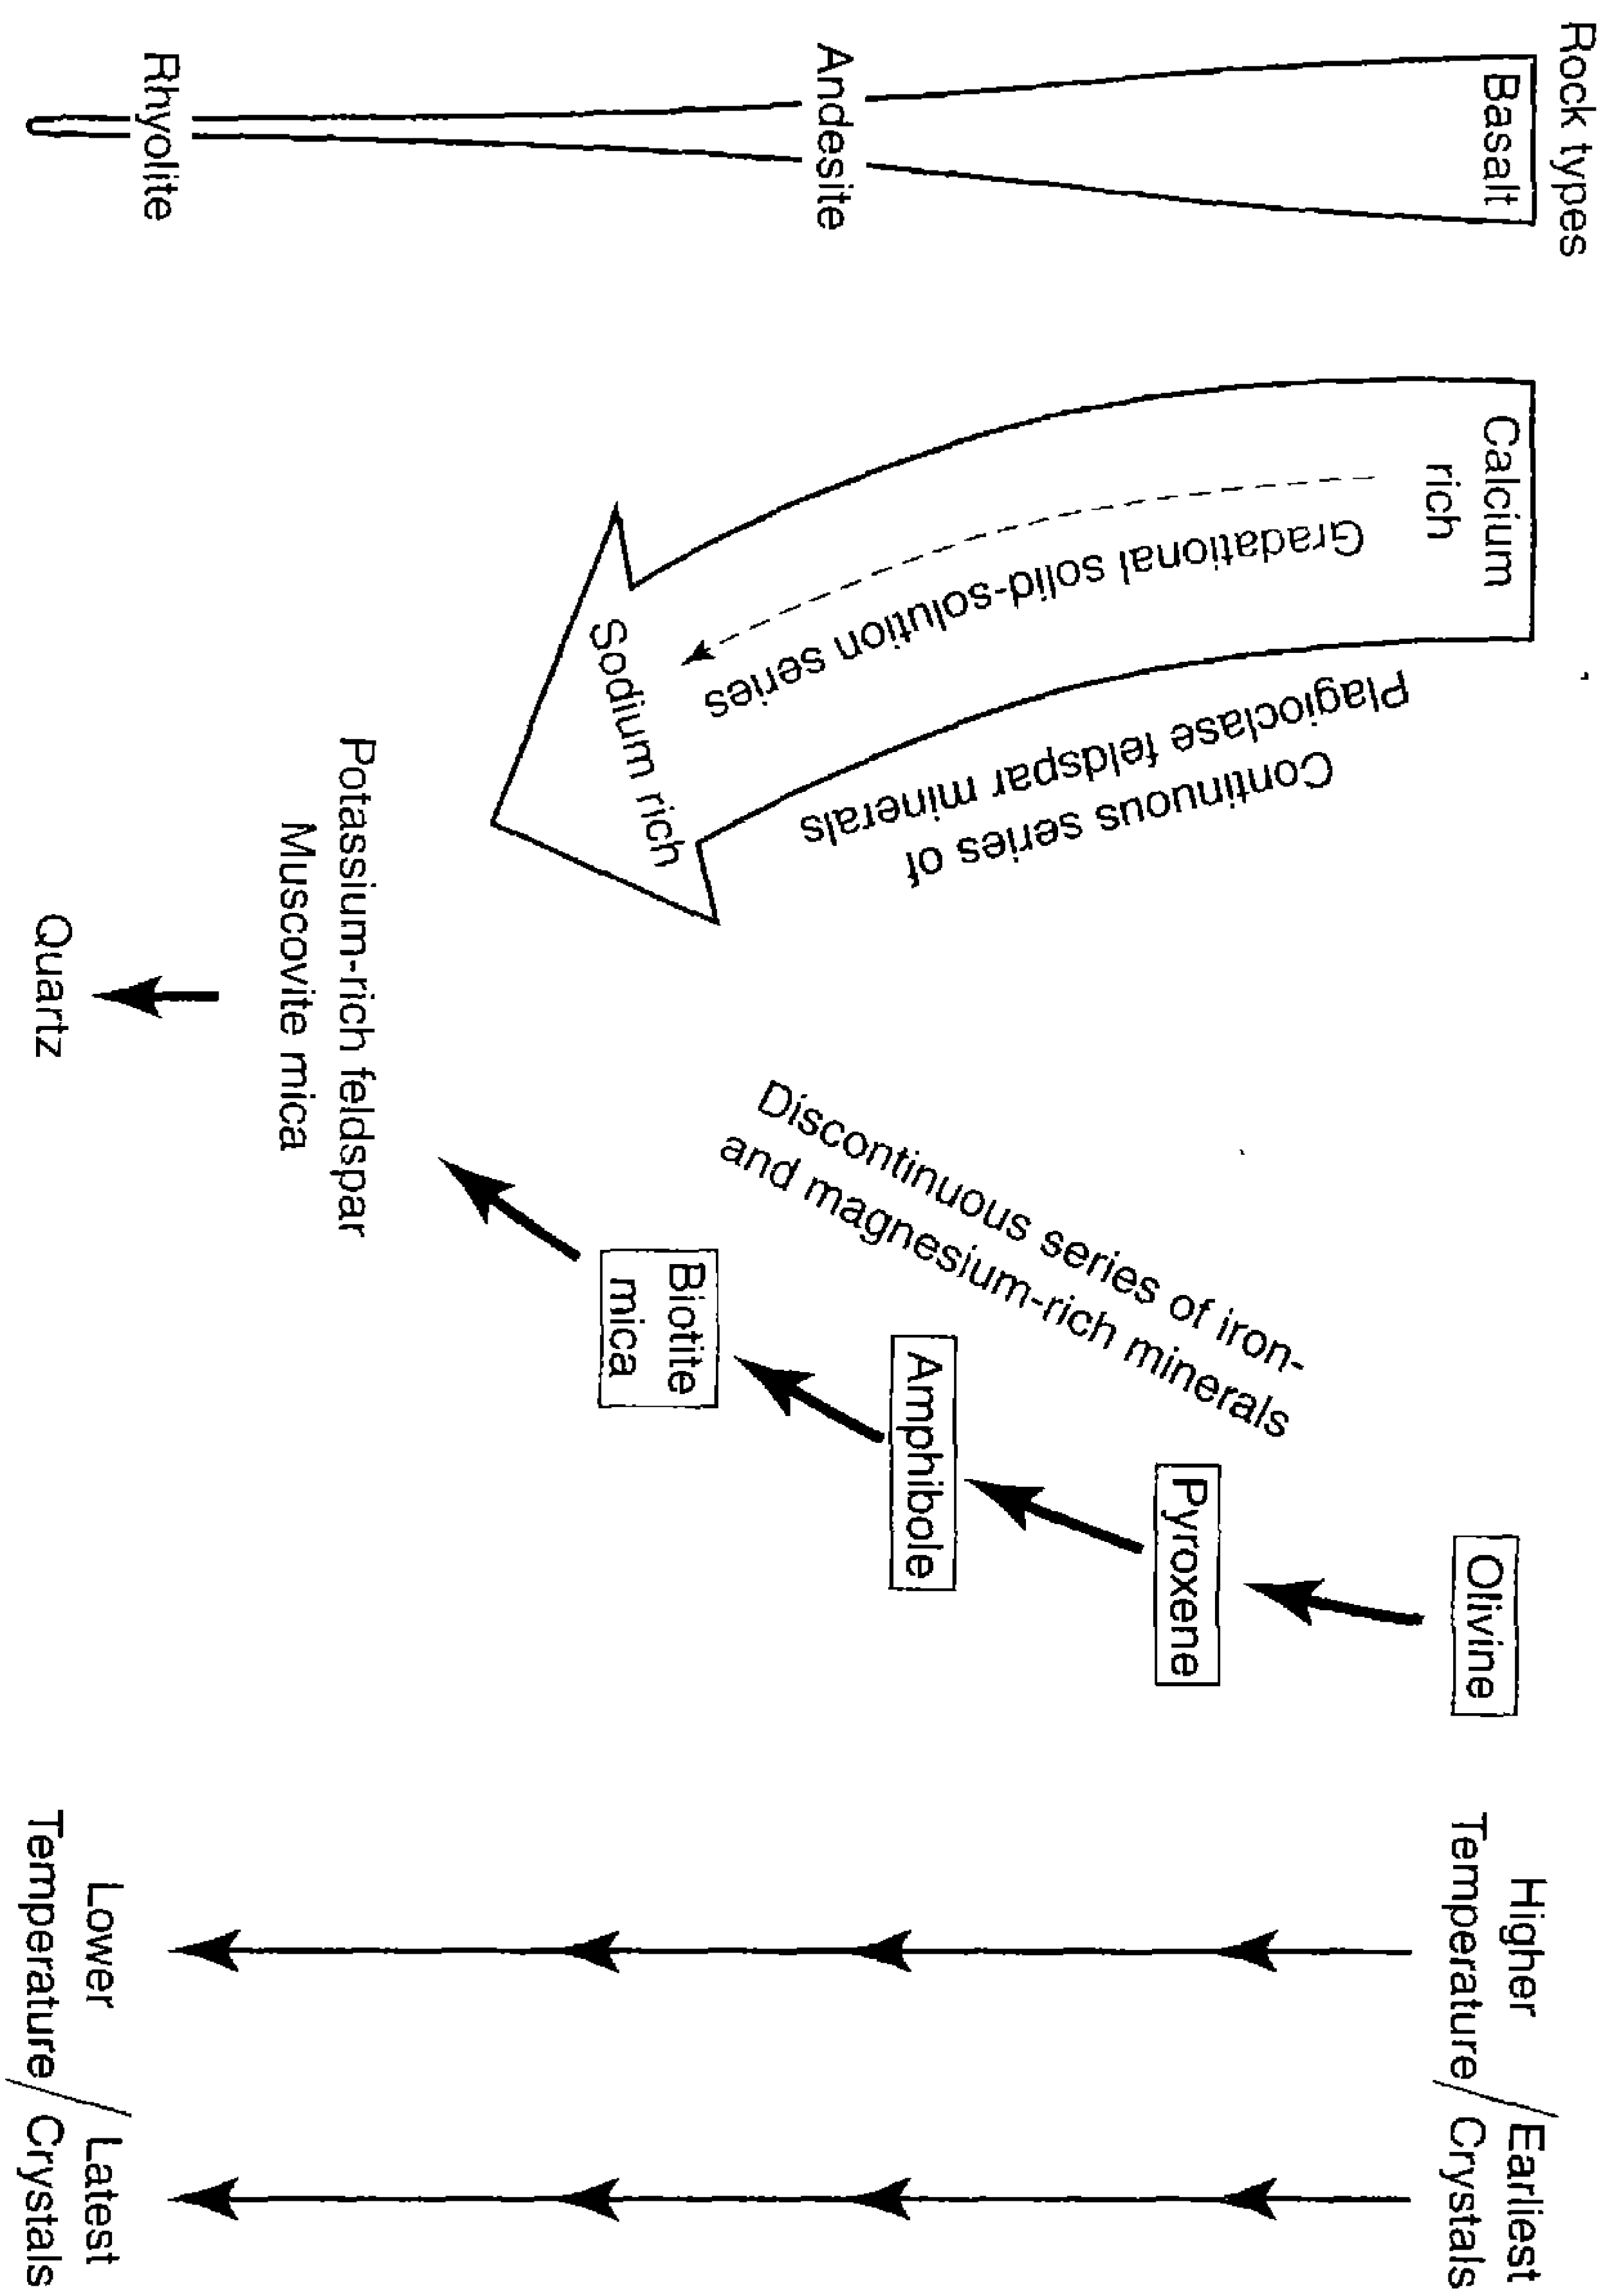 Rock types
Basalt
Andesite
Rhyolite
Calcium
rich
Gradational solid-solution series
Sodium rich
Continuous series of
Plagioclase feldspar minerals
Discontinuous series of iron-
and magnesium-rich minerals
Olivine
Pyroxene
Amphibole
Biotite
mica
Potassium-rich feldspar
Muscovite mica
Quartz
Higher / Earliest
Temperature / Crystals
Lower / Latest
Temperature / Crystals